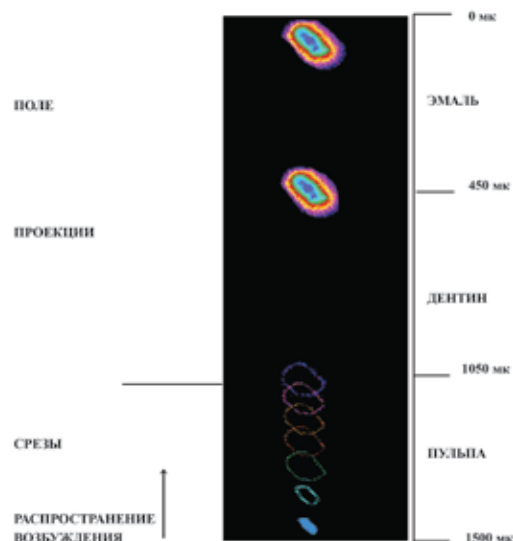 0 мк
ПОЛЕ
ЭМАЛЬ
450 мк
ПРОЕКЦИИ
ДЕНТИН
1050 мк
СРЕЗЫ
ПУЛЬПА
РАСПРОСТРАНЕНИЕ
ВОЗБУЖДЕНИЯ
1500 мк